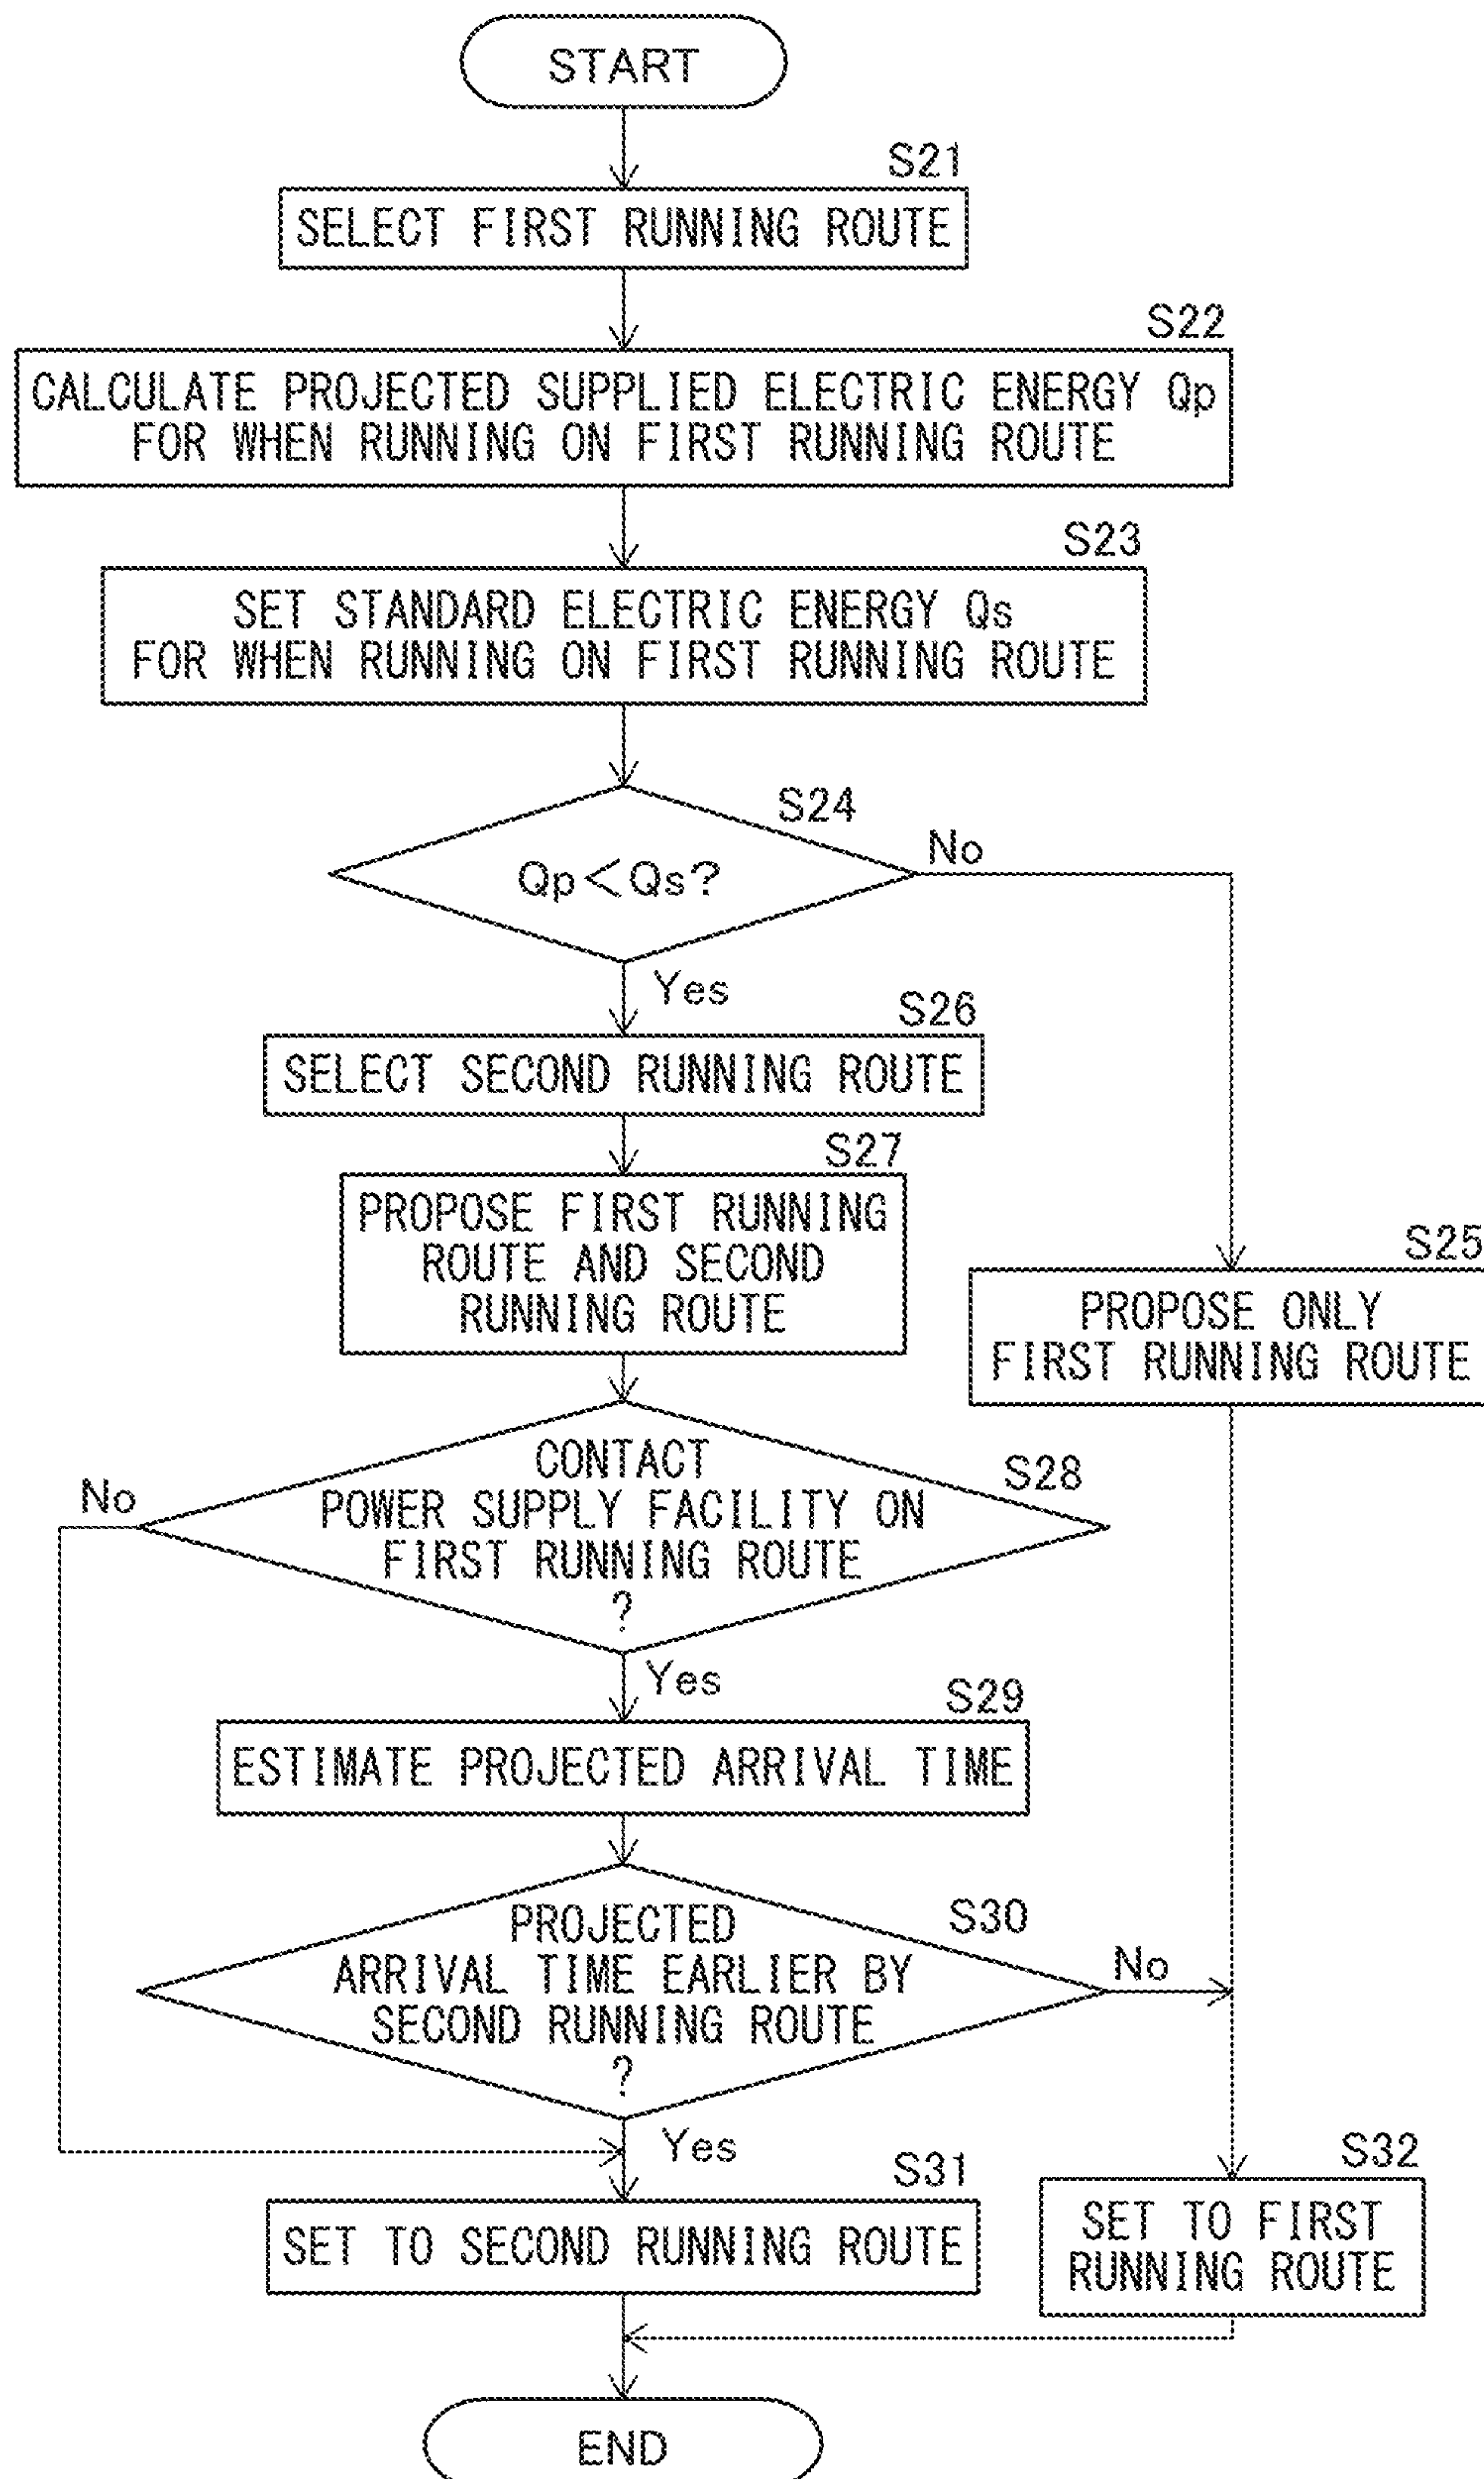 START
S21
SELECT FIRST RUNNING ROUTE
S22
CALCULATE PROJECTED SUPPLIED ELECTRIC ENERGY Qp
FOR WHEN RUNNING ON FIRST RUNNING ROUTE
S23
SET STANDARD ELECTRIC ENERGY Qs
FOR WHEN RUNNING ON FIRST RUNNING ROUTE
S24
Qp<Qs?
No
Yes
S26
SELECT SECOND RUNNING ROUTE
S27
PROPOSE FIRST RUNNING
ROUTE AND SECOND
RUNNING ROUTE
S25
PROPOSE ONLY
FIRST RUNNING ROUTE
S28
CONTACT
POWER SUPPLY FACILITY ON
FIRST RUNNING ROUTE
?
No
Yes
S29
ESTIMATE PROJECTED ARRIVAL TIME
S30
PROJECTED
ARRIVAL TIME EARLIER BY
SECOND RUNNING ROUTE
?
No
Yes
S31
SET TO SECOND RUNNING ROUTE
S32
SET TO FIRST
RUNNING ROUTE
END